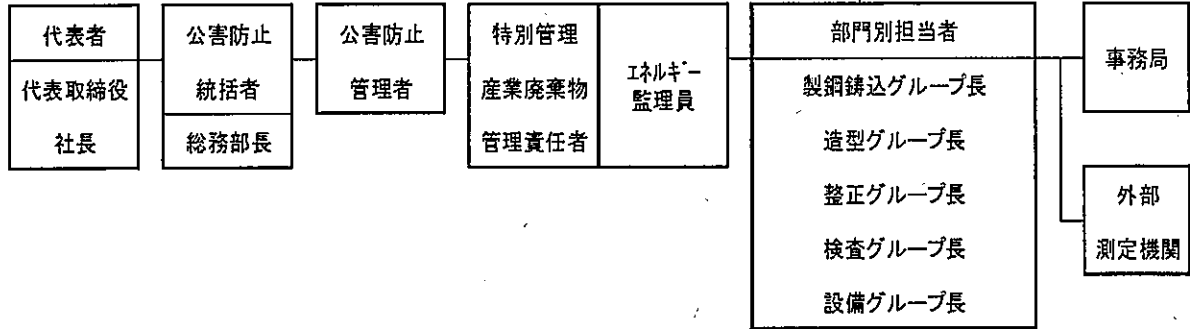 代表者
代表取締役
社長
公害防止
統括者
総務部長
公害防止
管理者
特別管理
産業廃棄物
管理責任者
エネルギー
監理員
部門別担当者
製鋼鋳込グループ長
造型グループ長
整正グループ長
検査グループ長
設備グループ長
事務局
外部
測定機関